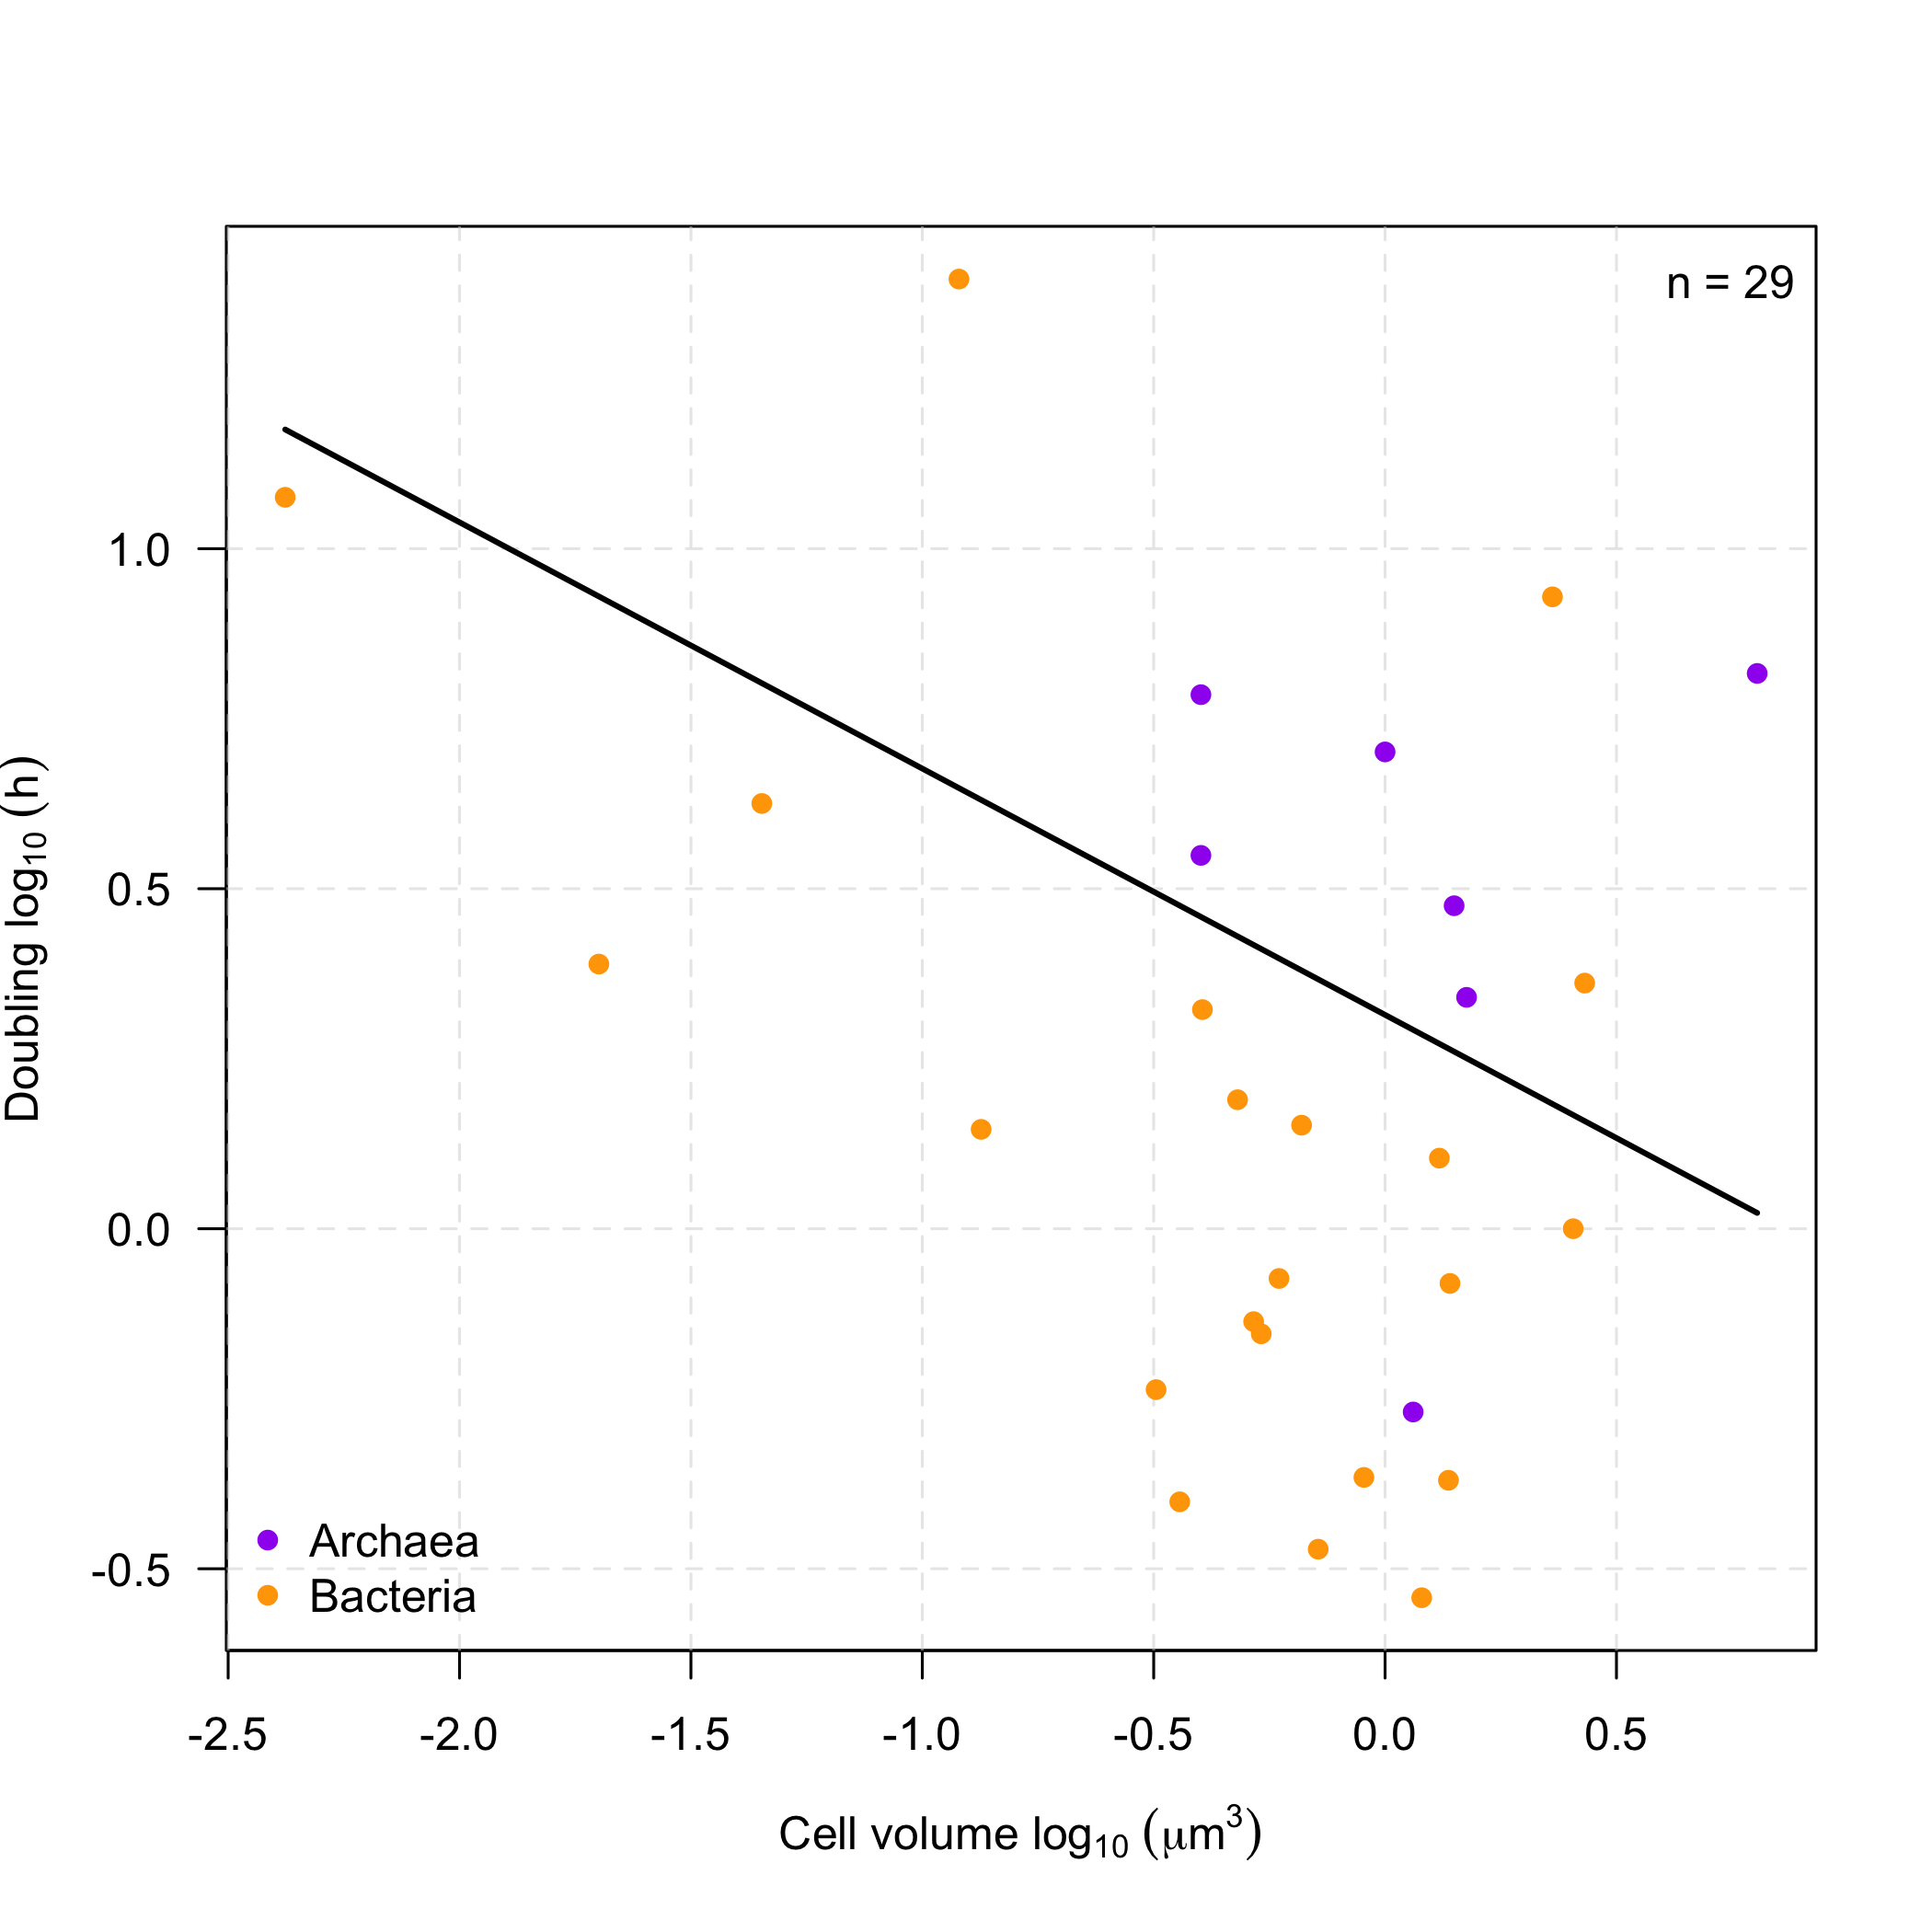 n = 29
1.0
0.5
0.0
-0.5
Doubling log₁₀ (h)
Archaea
Bacteria
-2.5 -2.0 -1.5 -1.0 -0.5 0.0 0.5
Cell volume log₁₀ (μm³)